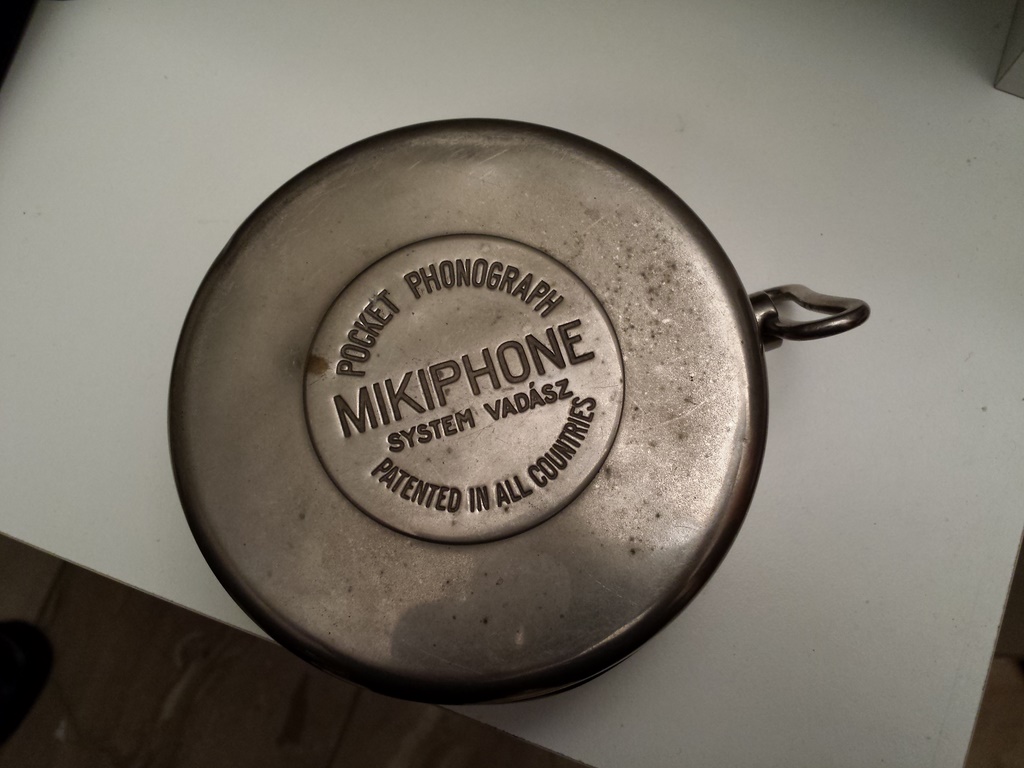 POCKET PHONOGRAPH
MIKIPHONE
SYSTEM VADÁSZ
PATENTED IN ALL COUNTRIES